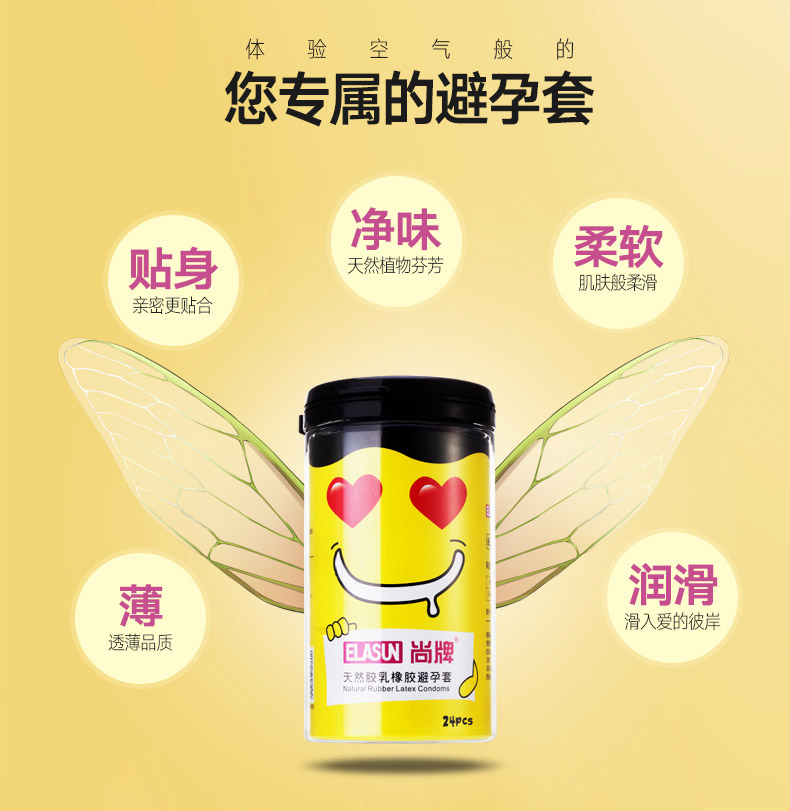 体验空气般的
您专属的避孕套
净味
天然植物芬芳
贴身
亲密更贴合
柔软
肌肤般柔滑
薄
透薄品质
润滑
滑入爱的彼岸
ELASUN 尚牌®
天然胶乳橡胶避孕套
Natural Rubber Latex Condoms
24pcs